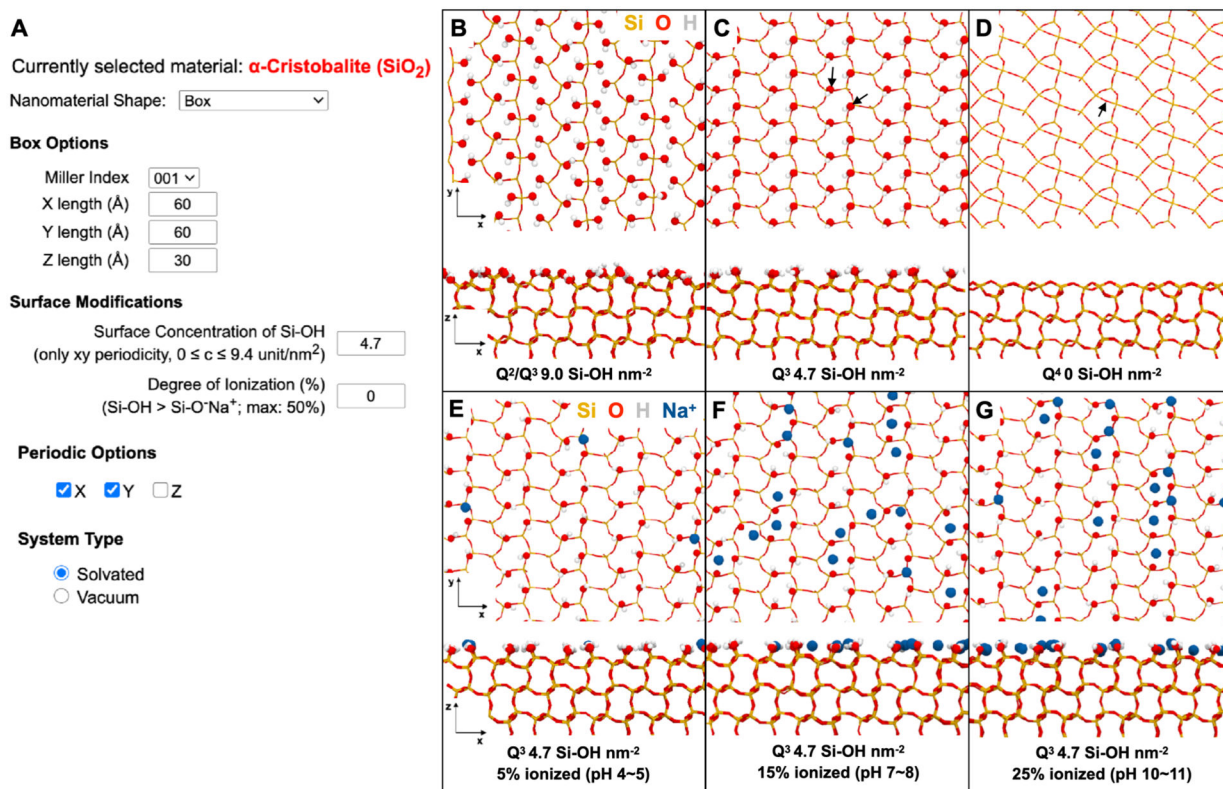 A
Currently selected material: α-Cristobalite (SiO2)
Nanomaterial Shape: Box
Box Options
Miller Index 001
X length (Å) 60
Y length (Å) 60
Z length (Å) 30
Surface Modifications
Surface Concentration of Si-OH
(only xy periodicity, 0 ≤ c ≤ 9.4 unit/nm²) 4.7
Degree of Ionization (%)
(Si-OH > Si-O⁻Na⁺; max: 50%) 0
Periodic Options
X Y Z
System Type
Solvated
Vacuum
B Si O H
y
x
z
x
Q²/Q³ 9.0 Si-OH nm⁻²
C
Q³ 4.7 Si-OH nm⁻²
D
Q⁴ 0 Si-OH nm⁻²
E Si O H Na⁺
y
x
z
x
Q³ 4.7 Si-OH nm⁻²
5% ionized (pH 4~5)
F
Q³ 4.7 Si-OH nm⁻²
15% ionized (pH 7~8)
G
Q³ 4.7 Si-OH nm⁻²
25% ionized (pH 10~11)